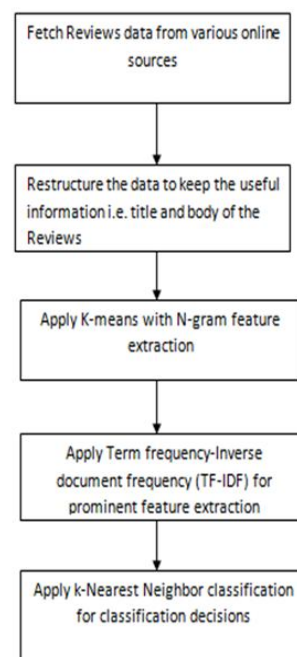 Fetch Reviews data from various online
sources
Restructure the data to keep the useful
information i.e. title and body of the
Reviews
Apply K-means with N-gram feature
extraction
Apply Term frequency-Inverse
document frequency (TF-IDF) for
prominent feature extraction
Apply k-Nearest Neighbor classification
for classification decisions